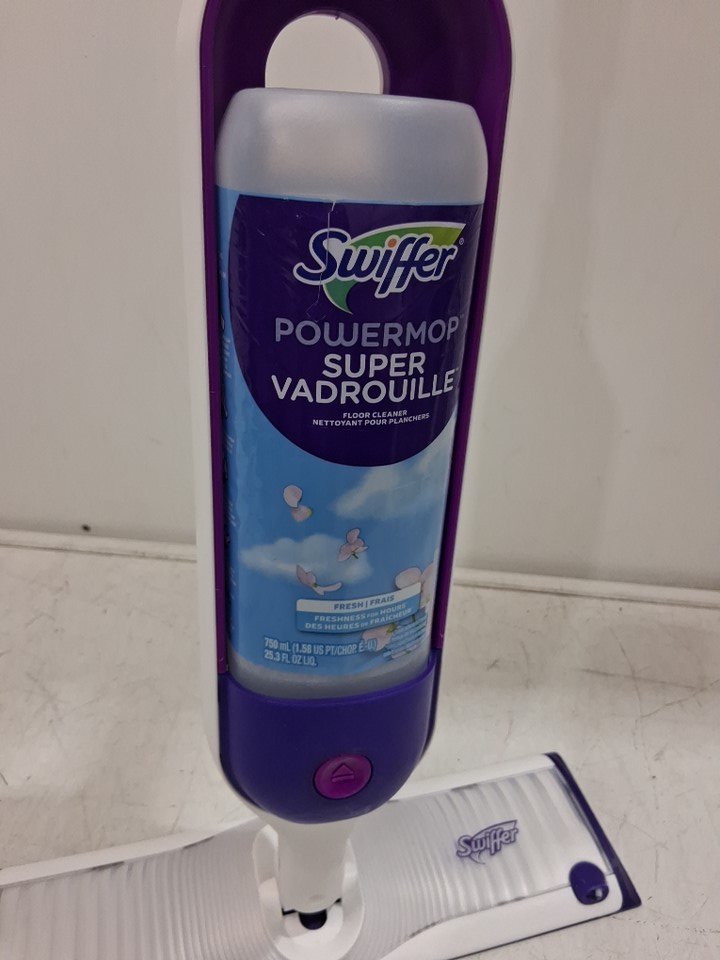 Swiffer®
POWERMOP™
SUPER
VADROUILLE
FLOOR CLEANER
NETTOYANT POUR PLANCHERS
FRESH | FRAIS
FRESHNESS FOR HOURS
DES HEURES DE FRAÎCHEUR
750 mL (1.58 US PT/CHOP. É.-U.)
25.3 FL OZ LIQ.
Swiffer